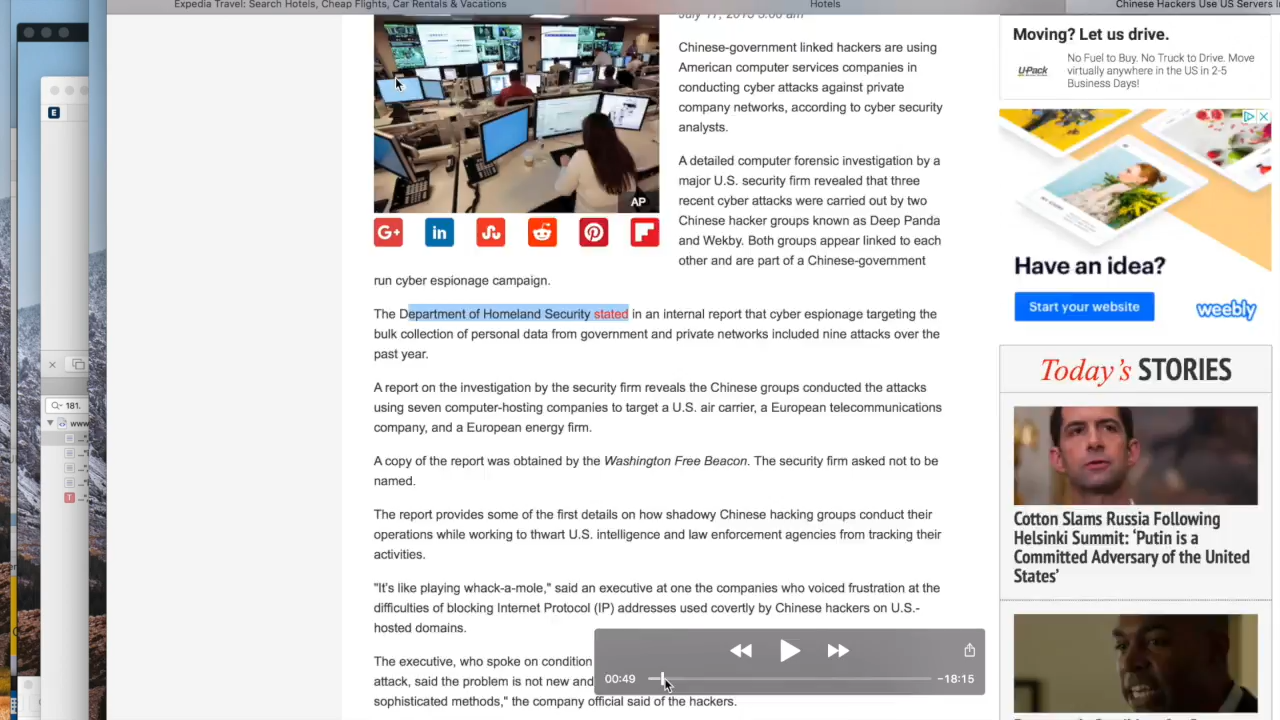 Expedia Travel: Search Hotels, Cheap Flights, Car Rentals & Vacations
Hotels
Chinese Hackers Use US Servers I
E
181.
www
AP
in
July 17, 2015 5:00 am
Chinese-government linked hackers are using
American computer services companies in
conducting cyber attacks against private
company networks, according to cyber security
analysts.
A detailed computer forensic investigation by a
major U.S. security firm revealed that three
recent cyber attacks were carried out by two
Chinese hacker groups known as Deep Panda
and Wekby. Both groups appear linked to each
other and are part of a Chinese-government
run cyber espionage campaign.
The Department of Homeland Security stated in an internal report that cyber espionage targeting the
bulk collection of personal data from government and private networks included nine attacks over the
past year.
A report on the investigation by the security firm reveals the Chinese groups conducted the attacks
using seven computer-hosting companies to target a U.S. air carrier, a European telecommunications
company, and a European energy firm.
A copy of the report was obtained by the Washington Free Beacon. The security firm asked not to be
named.
The report provides some of the first details on how shadowy Chinese hacking groups conduct their
operations while working to thwart U.S. intelligence and law enforcement agencies from tracking their
activities.
"It's like playing whack-a-mole," said an executive at one the companies who voiced frustration at the
difficulties of blocking Internet Protocol (IP) addresses used covertly by Chinese hackers on U.S.-
hosted domains.
The executive, who spoke on condition
attack, said the problem is not new and
sophisticated methods," the company official said of the hackers.
00:49
-18:15
Moving? Let us drive.
U-Pack
No Fuel to Buy. No Truck to Drive. Move
virtually anywhere in the US in 2-5
Business Days!
Have an idea?
Start your website
weebly
Today's STORIES
Cotton Slams Russia Following
Helsinki Summit: 'Putin is a
Committed Adversary of the United
States'